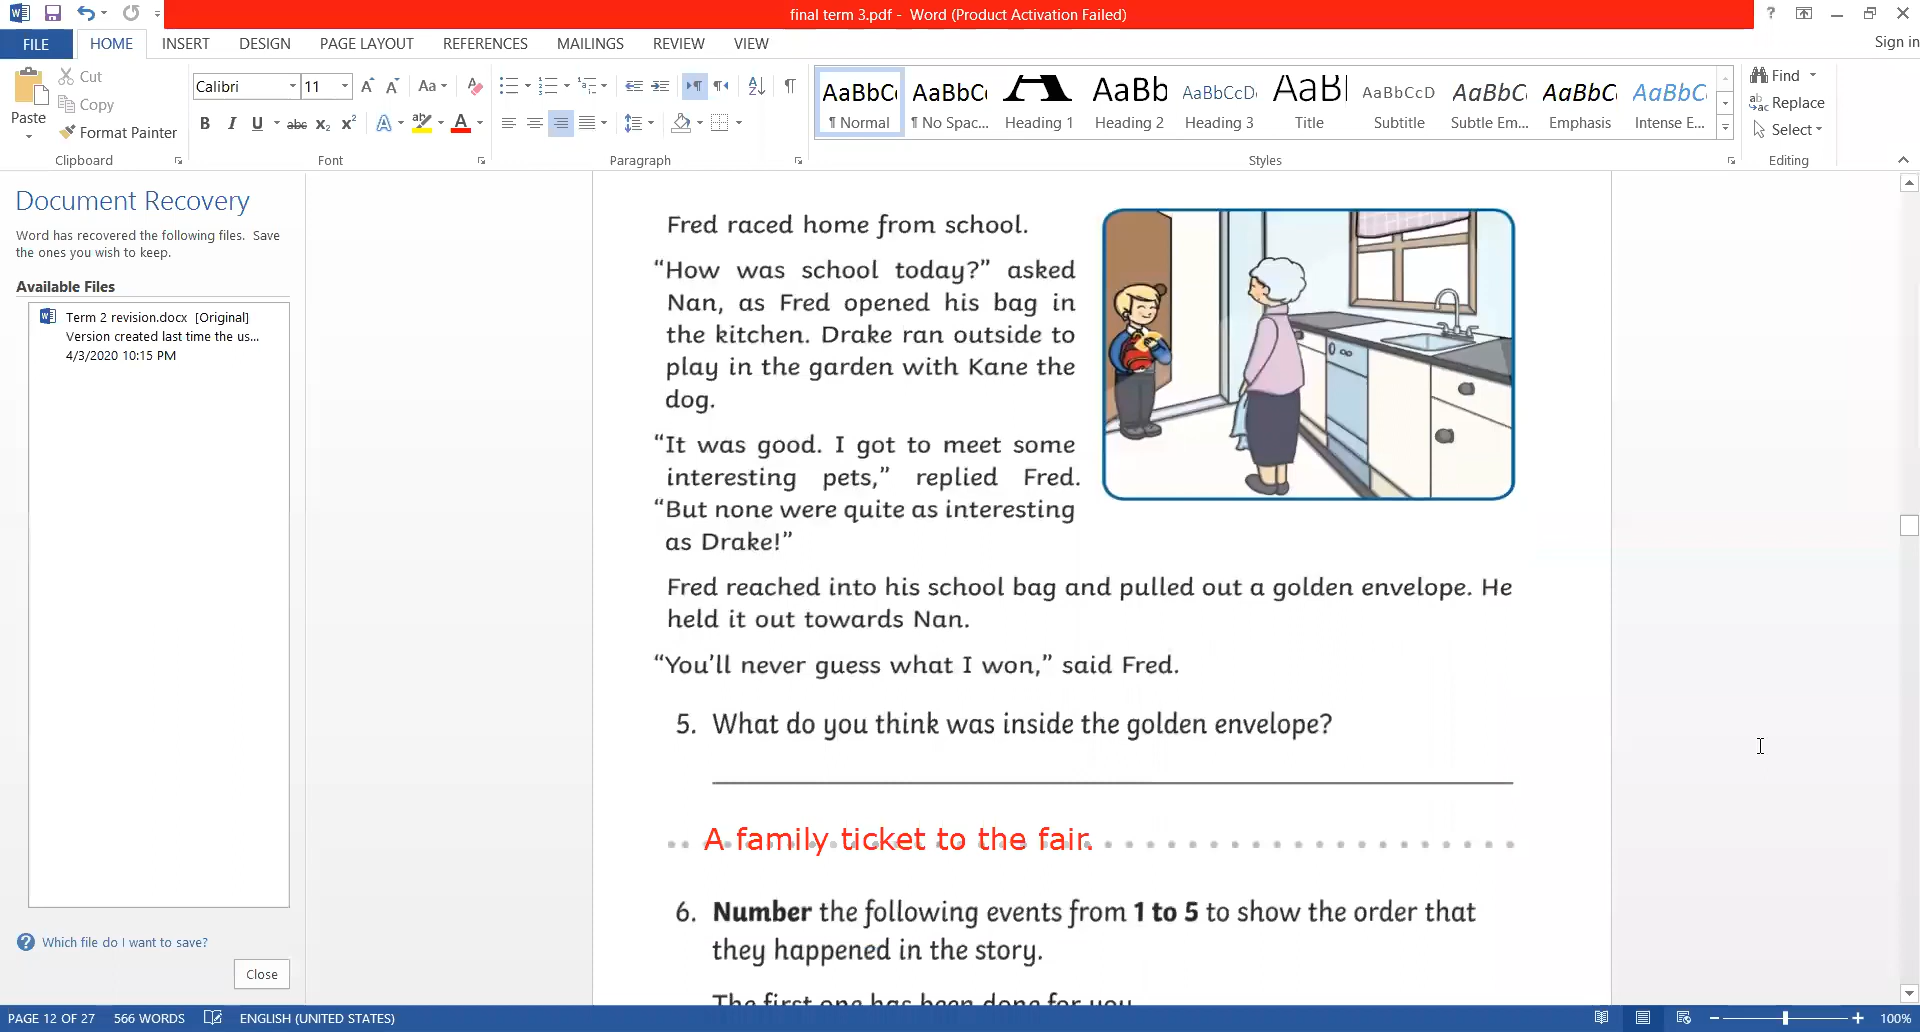 final term 3.pdf - Word (Product Activation Failed)
FILE HOME INSERT DESIGN PAGE LAYOUT REFERENCES MAILINGS REVIEW VIEW
Sign in
Cut
Copy
Format Painter
Paste
Clipboard
Calibri 11
Font
Paragraph
AaBbCc AaBbCc AaBb AaBb AaBbCcD AaB AaBbCcD AaBbC AaBbC AaBbC
¶ Normal ¶ No Spac... Heading 1 Heading 2 Heading 3 Title Subtitle Subtle Em... Emphasis Intense E...
Styles
Find
Replace
Select
Editing
Document Recovery
Word has recovered the following files. Save
the ones you wish to keep.
Available Files
Term 2 revision.docx [Original]
Version created last time the us...
4/3/2020 10:15 PM
Which file do I want to save?
Close
Fred raced home from school.
“How was school today?” asked
Nan, as Fred opened his bag in
the kitchen. Drake ran outside to
play in the garden with Kane the
dog.
“It was good. I got to meet some
interesting pets,” replied Fred.
“But none were quite as interesting
as Drake!”
Fred reached into his school bag and pulled out a golden envelope. He
held it out towards Nan.
“You’ll never guess what I won,” said Fred.
5. What do you think was inside the golden envelope?
A family ticket to the fair.
6. Number the following events from 1 to 5 to show the order that
they happened in the story.
The first one has been done for you.
PAGE 12 OF 27 566 WORDS ENGLISH (UNITED STATES) 100%